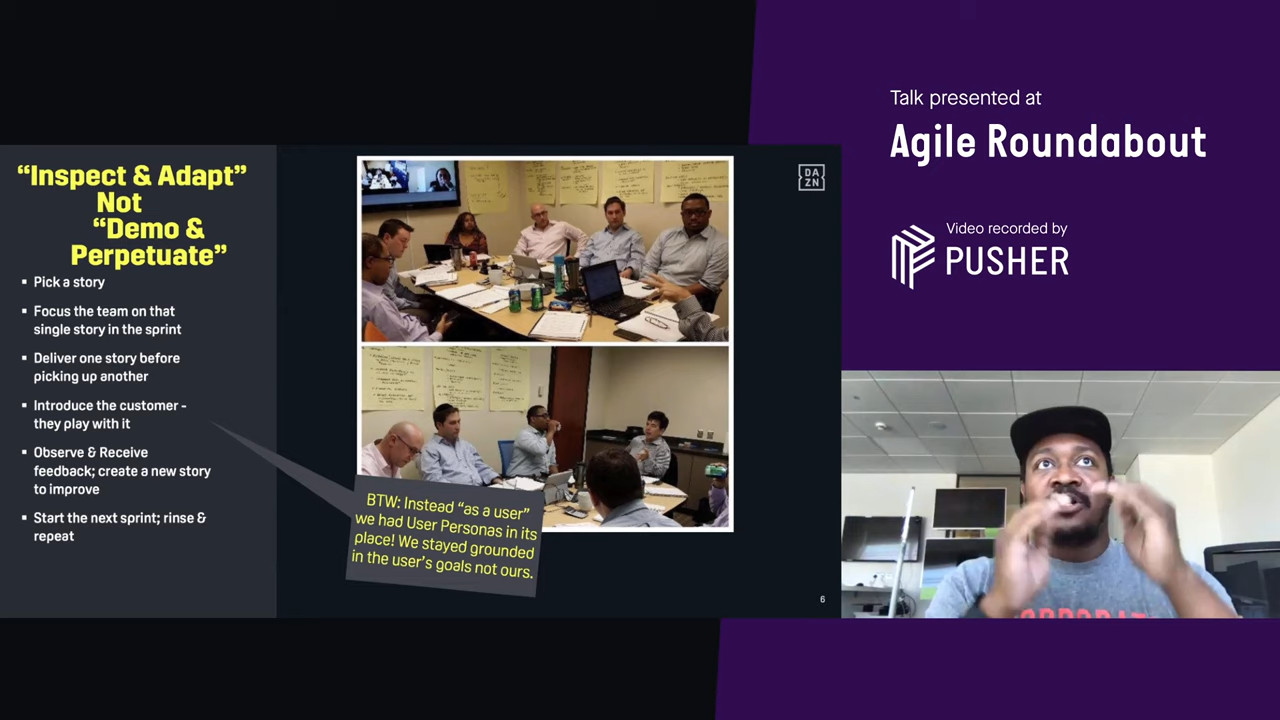 “Inspect & Adapt”
Not
“Demo &
Perpetuate”
▪ Pick a story
▪ Focus the team on that
single story in the sprint
▪ Deliver one story before
picking up another
▪ Introduce the customer -
they play with it
▪ Observe & Receive
feedback; create a new story
to improve
▪ Start the next sprint; rinse &
repeat
BTW: Instead “as a user”
we had User Personas in its
place! We stayed grounded
in the user’s goals not ours.
DA
ZN
6
Talk presented at
Agile Roundabout
Video recorded by
PUSHER